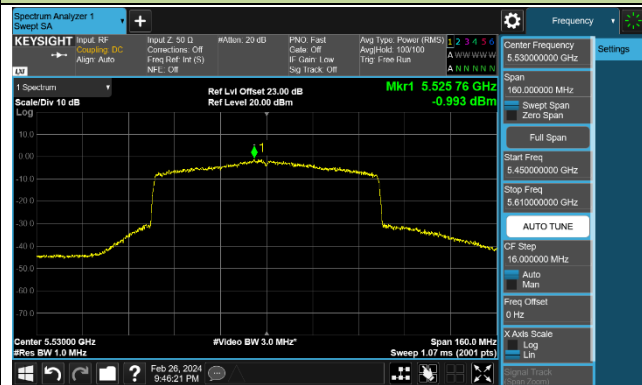 Spectrum Analyzer 1
Swept SA
Frequency
KEYSIGHT
Input: RF
Coupling: DC
Align: Auto
Input Z: 50 Ω
Corrections: Off
Freq Ref: Int (S)
NFE: Off
#Atten: 20 dB
PNO: Fast
Gate: Off
IF Gain: Low
Sig Track: Off
Avg Type: Power (RMS)
Avg|Hold: 100/100
Trig: Free Run
1 2 3 4 5 6
A W W W W W
A N N N N N
LXI
1 Spectrum
Scale/Div 10 dB
Log
Ref Lvl Offset 23.00 dB
Ref Level 20.00 dBm
Mkr1 5.525 76 GHz
-0.993 dBm
1
10.0
0.00
-10.0
-20.0
-30.0
-40.0
-50.0
-60.0
-70.0
Center 5.53000 GHz
#Res BW 1.0 MHz
#Video BW 3.0 MHz*
Span 160.0 MHz
Sweep 1.07 ms (2001 pts)
Feb 26, 2024
9:46:21 PM
Center Frequency
5.530000000 GHz
Settings
Span
160.000000 MHz
Swept Span
Zero Span
Full Span
Start Freq
5.450000000 GHz
Stop Freq
5.610000000 GHz
AUTO TUNE
CF Step
16.000000 MHz
Auto
Man
Freq Offset
0 Hz
X Axis Scale
Log
Lin
Signal Track
(Span Zoom)